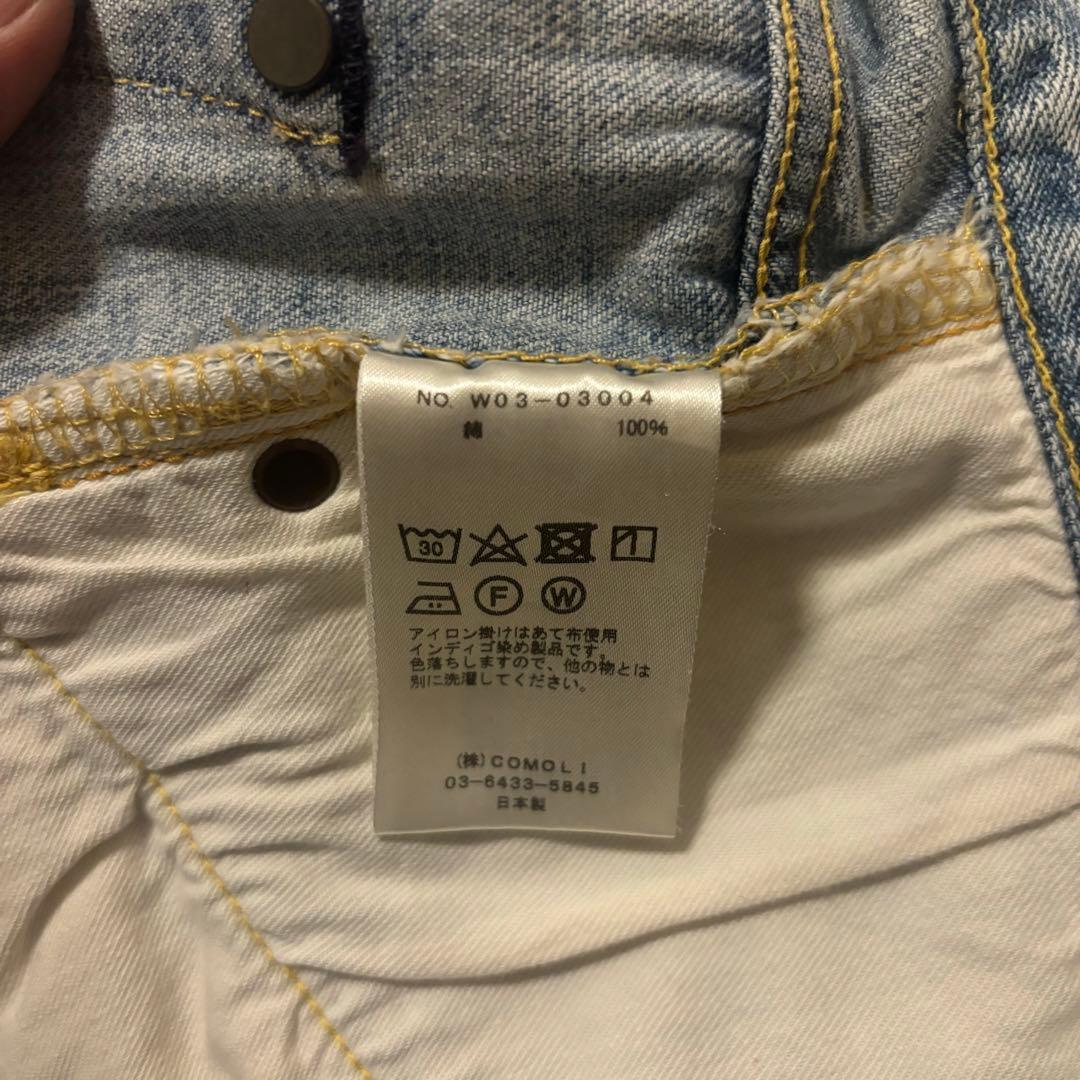 NO. W03-03004
綿 100%
30
F W
アイロン掛けはあて布使用
インディゴ染め製品です。
色落ちしますので、他の物とは
別に洗濯してください。
(株)COMOLI
03-6433-5845
日本製